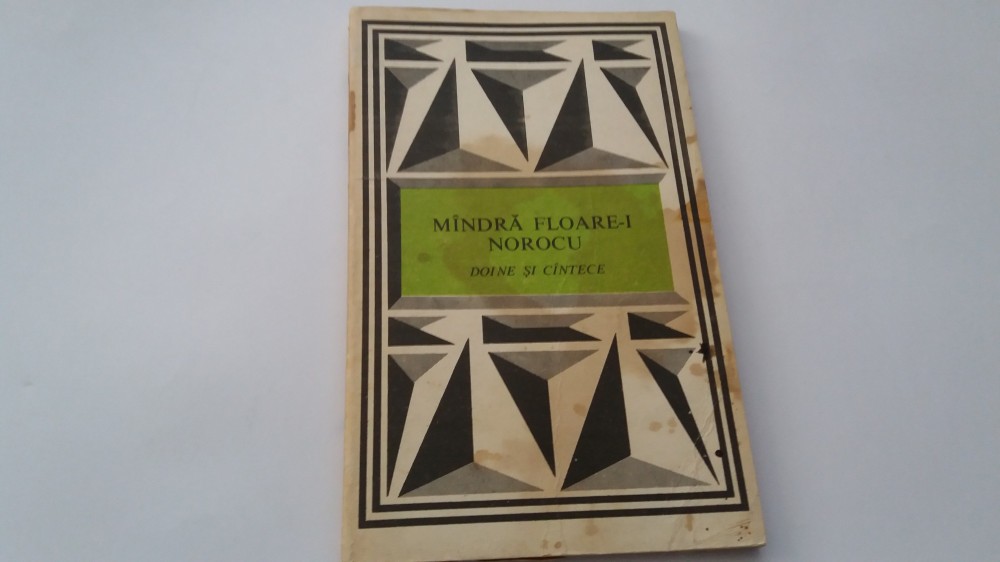 MÎNDRĂ FLOARE-I
NOROCU
DOINE ŞI CÎNTECE